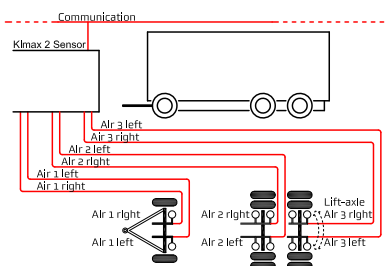 Communication
KImax 2 Sensor
Air 3 left
Air 3 right
Air 2 left
Air 2 right
Air 1 left
Air 1 right
Lift-axle
Air 1 right
Air 2 right
Air 3 right
Air 1 left
Air 2 left
Air 3 left